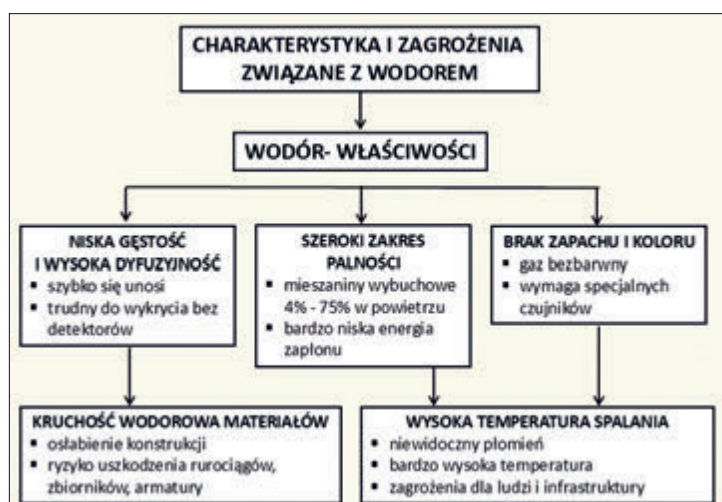 CHARAKTERYSTYKA I ZAGROŻENIA
ZWIĄZANE Z WODOREM
WODÓR- WŁAŚCIWOŚCI
NISKA GĘSTOŚĆ
I WYSOKA DYFUZYJNOŚĆ
▪ szybko się unosi
▪ trudny do wykrycia bez
detektorów
SZEROKI ZAKRES
PALNOŚCI
▪ mieszaniny wybuchowe
4% - 75% w powietrzu
▪ bardzo niska energia
zapłonu
BRAK ZAPACHU I KOLORU
▪ gaz bezbarwny
▪ wymaga specjalnych
czujników
KRUCHOŚĆ WODOROWA MATERIAŁÓW
▪ osłabienie konstrukcji
▪ ryzyko uszkodzenia rurociągów,
zbiorników, armatury
WYSOKA TEMPERATURA SPALANIA
▪ niewidoczny płomień
▪ bardzo wysoka temperatura
▪ zagrożenia dla ludzi i infrastruktury